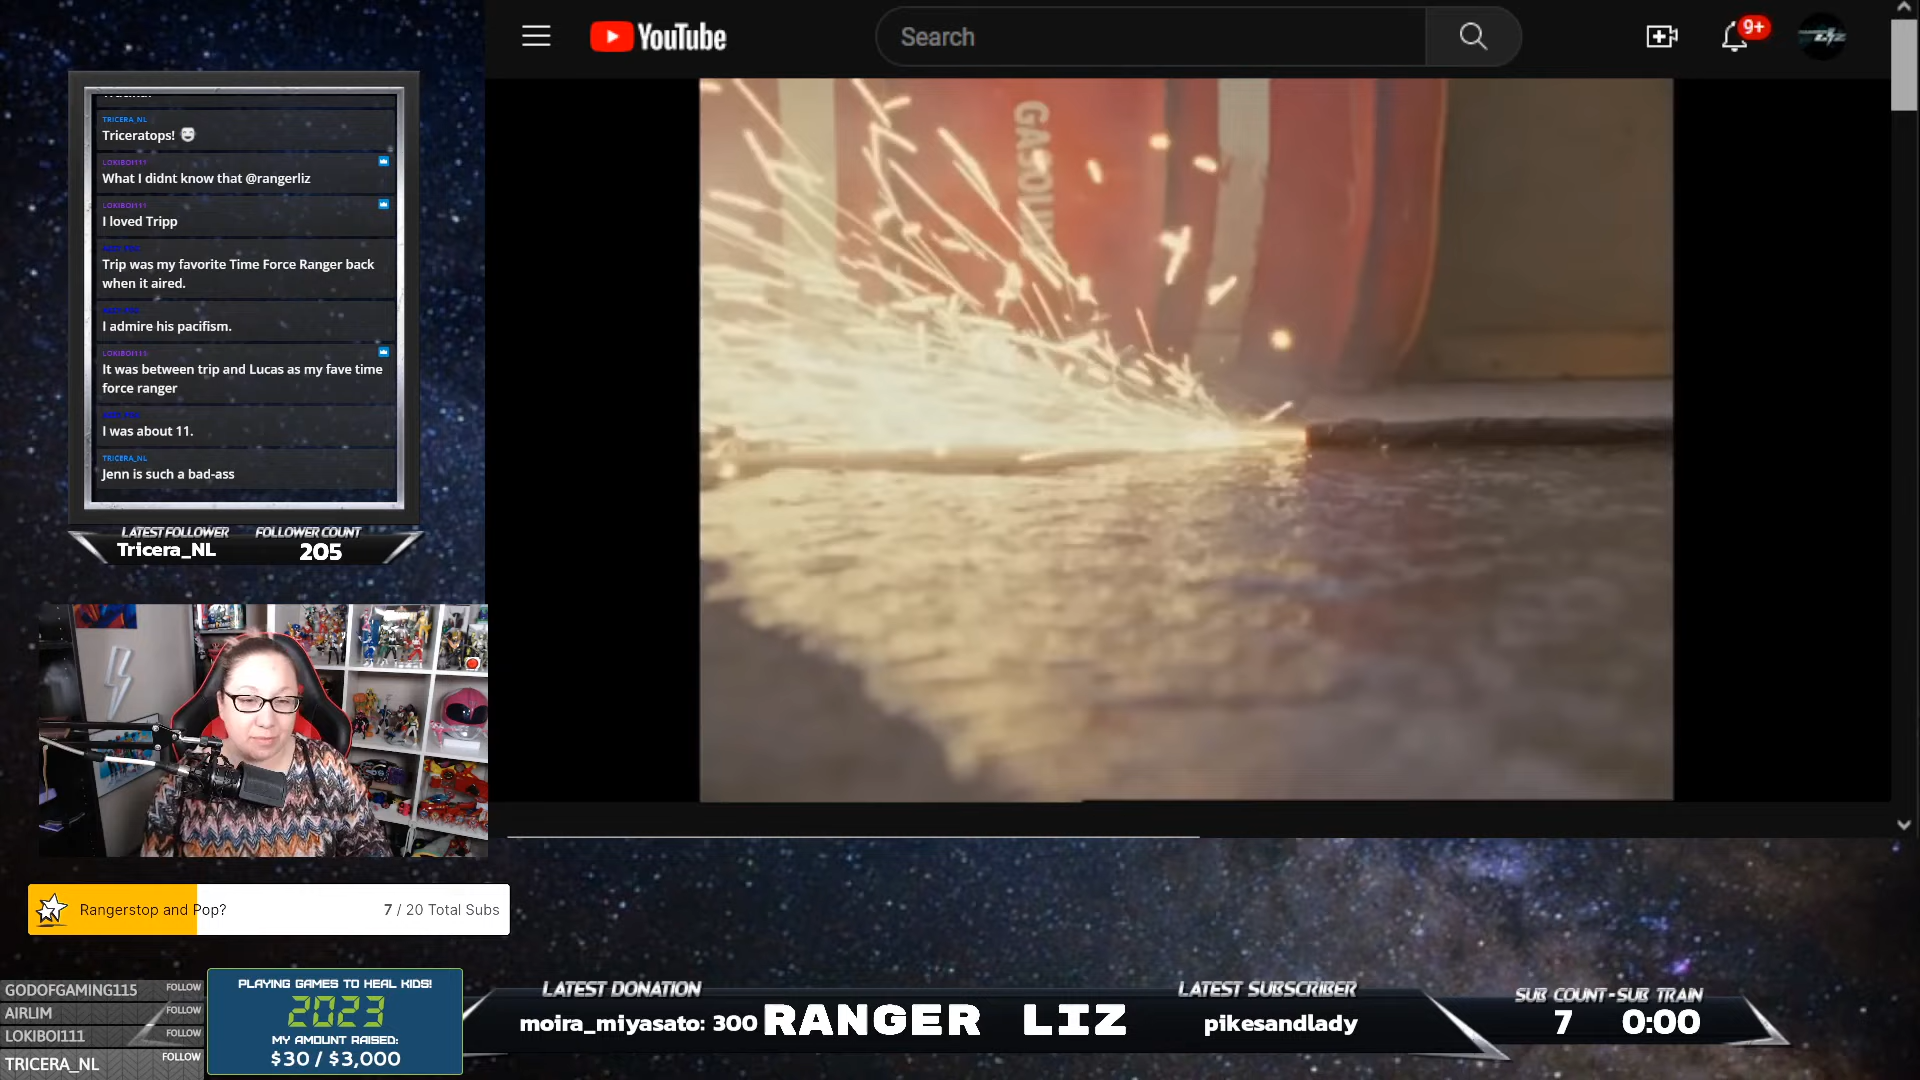 YouTube
Search
9+
GASOLI
TRICERA_NL
Triceratops!
LOKIBOI111
What I didnt know that @rangerliz
LOKIBOI111
I loved Tripp
Trip was my favorite Time Force Ranger back
when it aired.
I admire his pacifism.
LOKIBOI111
It was between trip and Lucas as my fave time
force ranger
I was about 11.
TRICERA_NL
Jenn is such a bad-ass
LATEST FOLLOWER
Tricera_NL
FOLLOWER COUNT
205
Rangerstop and Pop?
7 / 20 Total Subs
GODOFGAMING115 FOLLOW
AIRLIM FOLLOW
LOKIBOI111 FOLLOW
TRICERA_NL FOLLOW
PLAYING GAMES TO HEAL KIDS!
2023
MY AMOUNT RAISED:
$30 / $3,000
LATEST DONATION
moira_miyasato: 300
RANGER LIZ
LATEST SUBSCRIBER
pikesandlady
SUB COUNT - SUB TRAIN
7 0:00